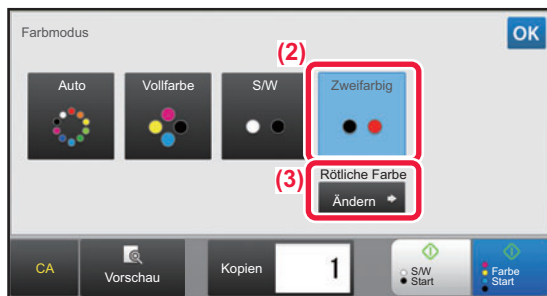 Farbmodus
OK
(2)
Auto
Vollfarbe
S/W
Zweifarbig
(3)
Rötliche Farbe
Ändern
CA
Vorschau
Kopien
1
S/W
Start
Farbe
Start